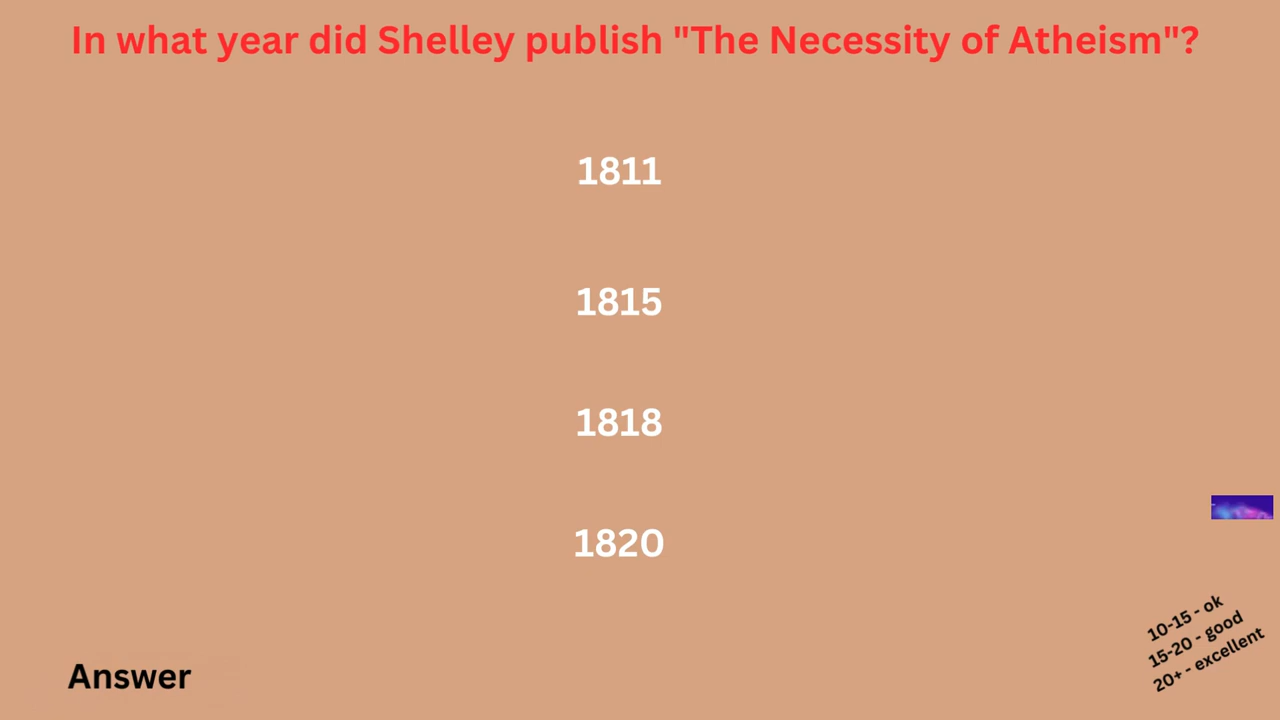 In what year did Shelley publish "The Necessity of Atheism"?
1811
1815
1818
1820
10-15 - ok
15-20 - good
20+ - excellent
Answer